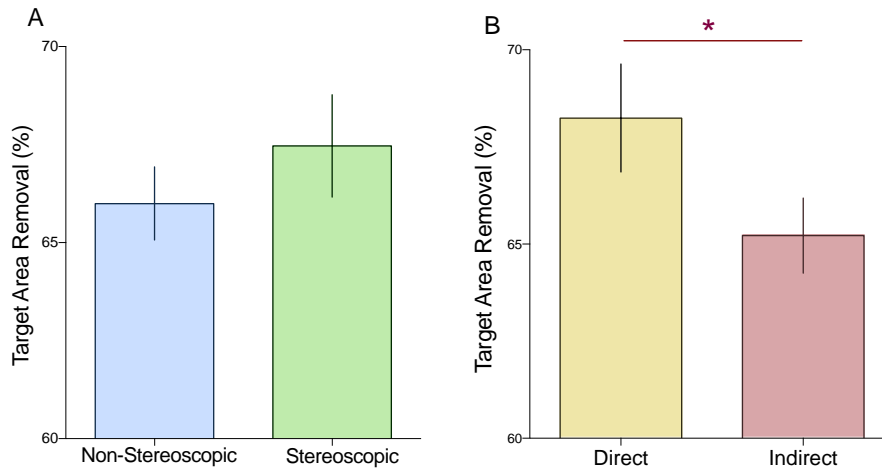 A
Target Area Removal (%)
70
65
60
Non-Stereoscopic
Stereoscopic
B
*
Target Area Removal (%)
70
65
60
Direct
Indirect